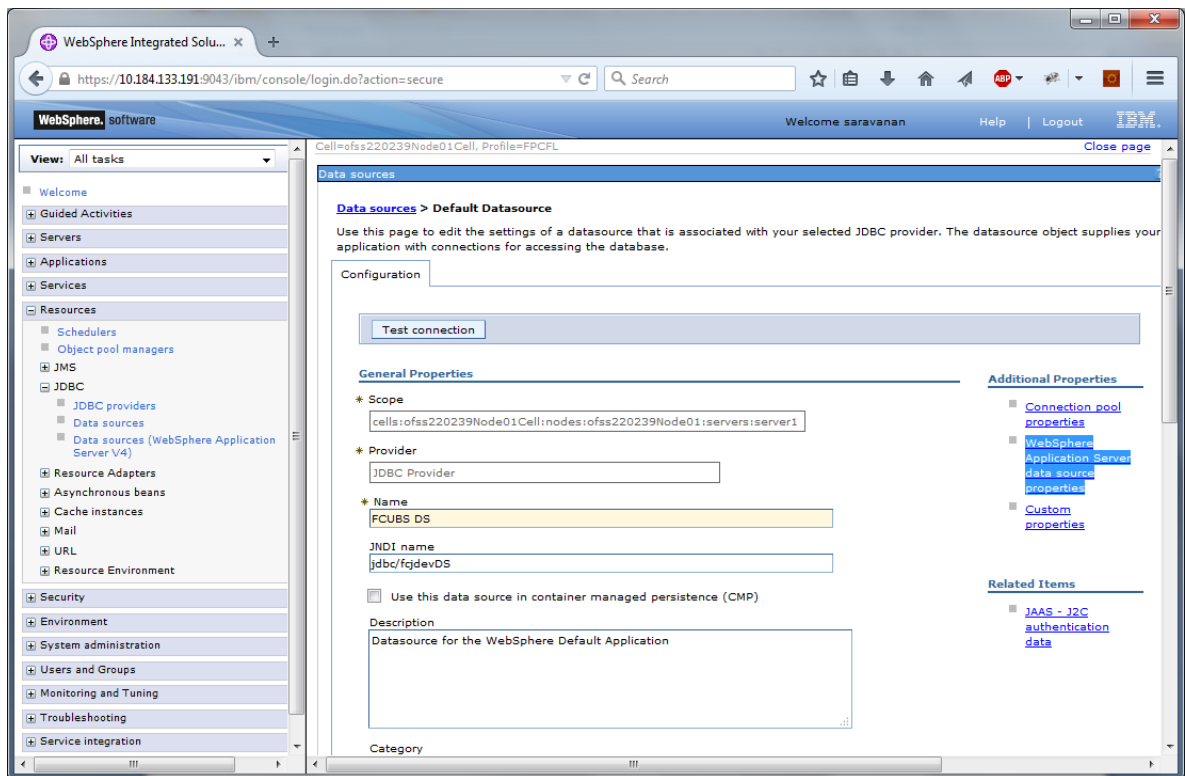 WebSphere Integrated Solu...
https://10.184.133.191:9043/ibm/console/login.do?action=secure
Search
ABP
WebSphere. software
Welcome saravanan
Help | Logout
IBM.
View: All tasks
Welcome
Guided Activities
Servers
Applications
Services
Resources
Schedulers
Object pool managers
JMS
JDBC
JDBC providers
Data sources
Data sources (WebSphere Application
Server V4)
Resource Adapters
Asynchronous beans
Cache instances
Mail
URL
Resource Environment
Security
Environment
System administration
Users and Groups
Monitoring and Tuning
Troubleshooting
Service integration
Cell=ofss220239Node01Cell, Profile=FPCFL
Close page
Data sources
?
Data sources > Default Datasource
Use this page to edit the settings of a datasource that is associated with your selected JDBC provider. The datasource object supplies your
application with connections for accessing the database.
Configuration
Test connection
General Properties
* Scope
cells:ofss220239Node01Cell:nodes:ofss220239Node01:servers:server1
* Provider
JDBC Provider
* Name
FCUBS DS
JNDI name
jdbc/fcjdevDS
Use this data source in container managed persistence (CMP)
Description
Datasource for the WebSphere Default Application
Category
Additional Properties
Connection pool
properties
WebSphere
Application Server
data source
properties
Custom
properties
Related Items
JAAS - J2C
authentication
data